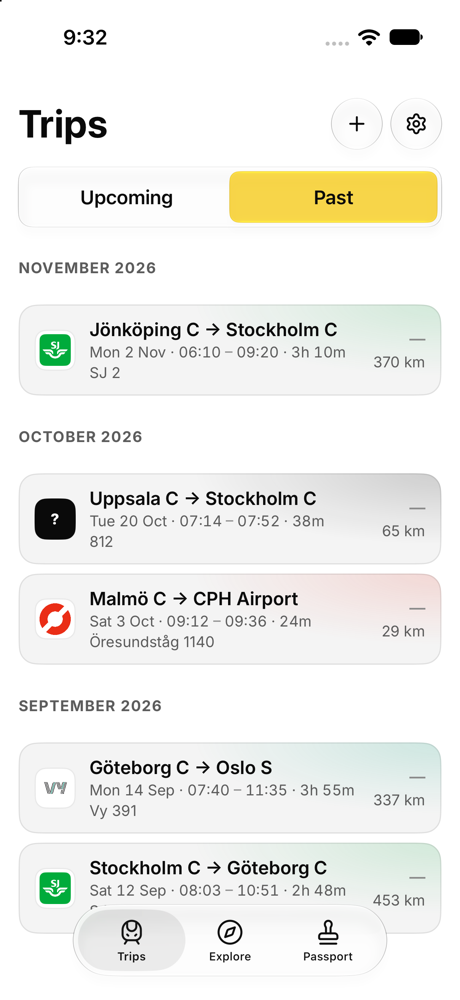 9:32
Trips
Upcoming
Past
NOVEMBER 2026
SJ
Jönköping C → Stockholm C
Mon 2 Nov · 06:10 – 09:20 · 3h 10m
SJ 2
—
370 km
OCTOBER 2026
?
Uppsala C → Stockholm C
Tue 20 Oct · 07:14 – 07:52 · 38m
812
—
65 km
Malmö C → CPH Airport
Sat 3 Oct · 09:12 – 09:36 · 24m
Öresundståg 1140
—
29 km
SEPTEMBER 2026
VY
Göteborg C → Oslo S
Mon 14 Sep · 07:40 – 11:35 · 3h 55m
Vy 391
—
337 km
SJ
Stockholm C → Göteborg C
Sat 12 Sep · 08:03 – 10:51 · 2h 48m
—
453 km
Trips
Explore
Passport